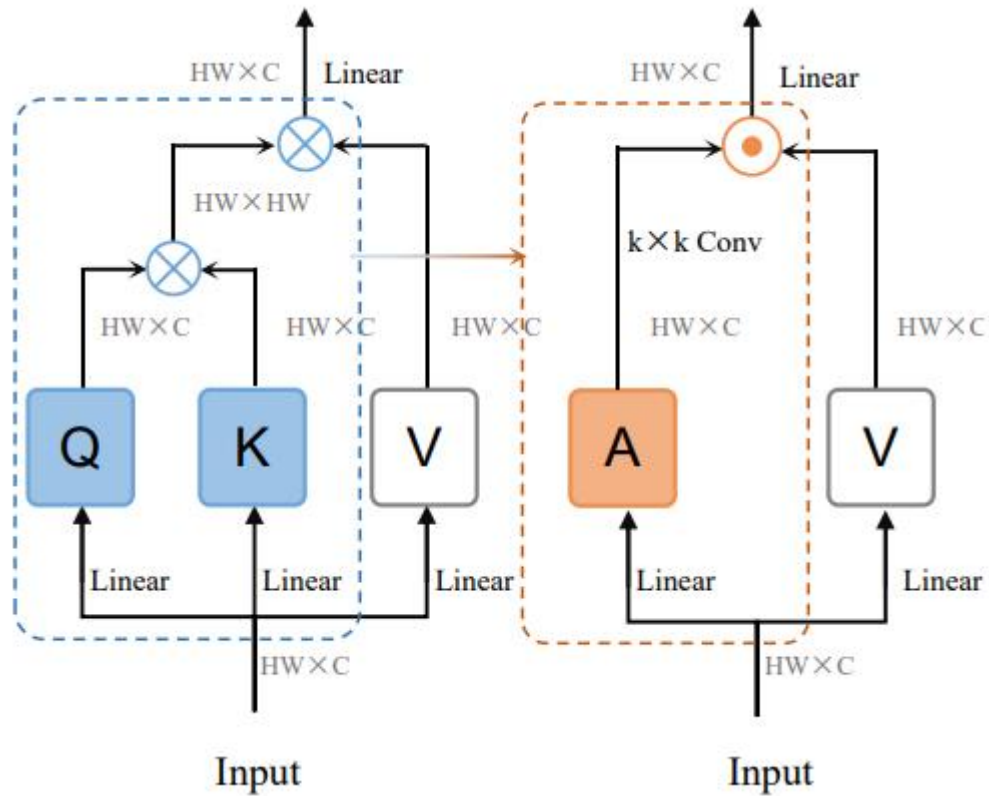 HW×C Linear
HW×C Linear
HW×HW
k×k Conv
HW×C HW×C HW×C
HW×C HW×C
Q K V
A V
Linear Linear Linear
Linear Linear
HW×C
HW×C
Input
Input